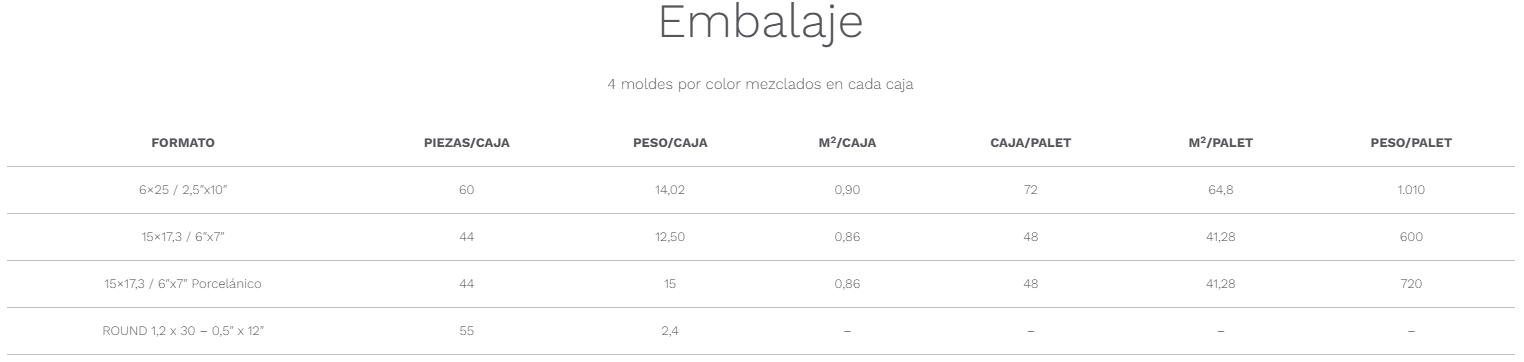 Embalaje
4 moldes por color mezclados en cada caja
FORMATO PIEZAS/CAJA PESO/CAJA M²/CAJA CAJA/PALET M²/PALET PESO/PALET
6×25 / 2,5″x10″ 60 14,02 0,90 72 64,8 1.010
15×17,3 / 6″x7″ 44 12,50 0,86 48 41,28 600
15×17,3 / 6″x7″ Porcelánico 44 15 0,86 48 41,28 720
ROUND 1,2 x 30 – 0,5″ x 12″ 55 2,4 – – – –